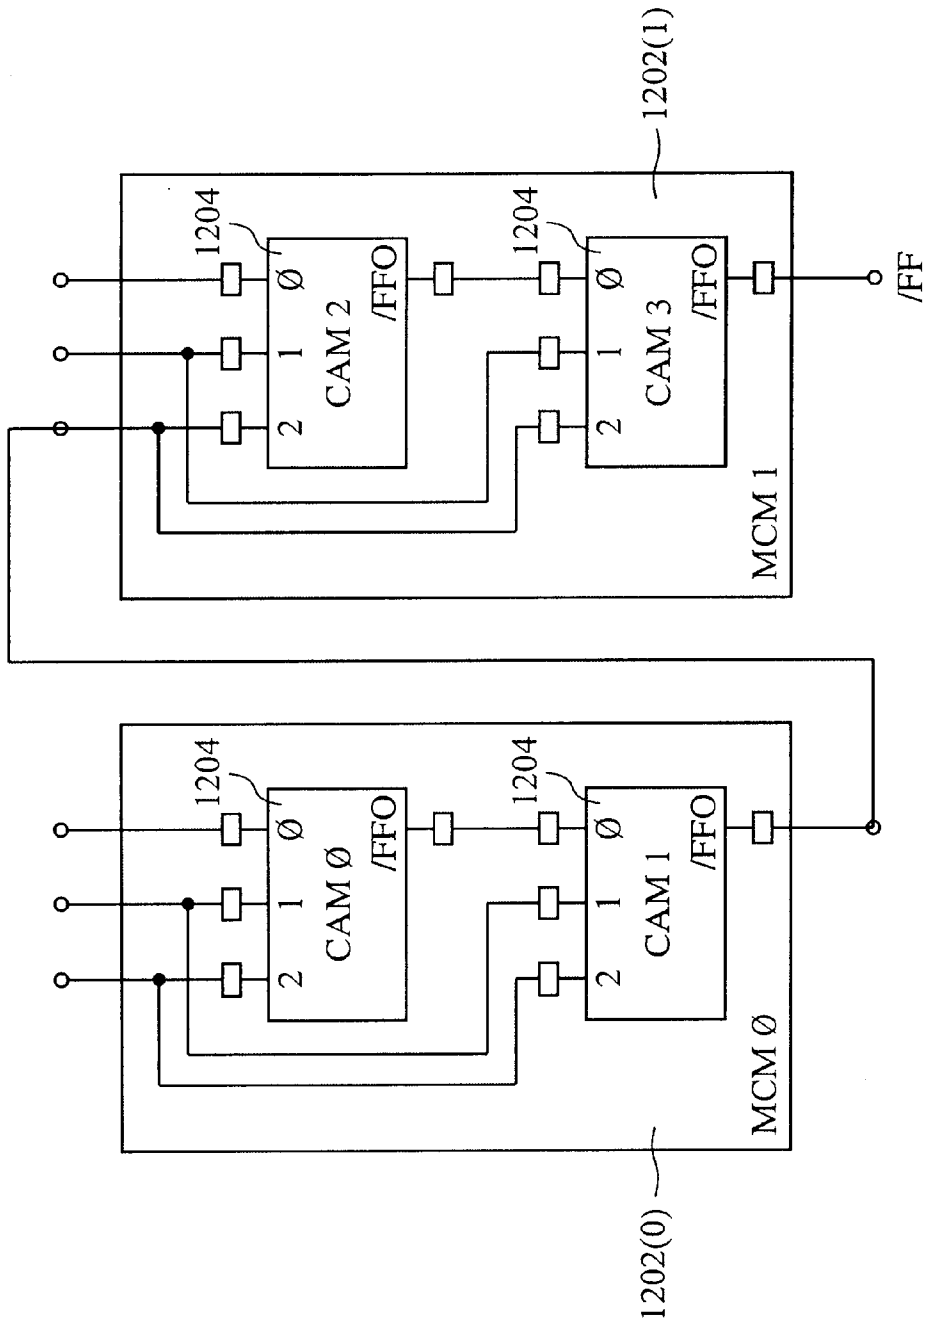 1202(0)
MCM Ø
1204
2
1
Ø
CAM Ø
/FFO
1204
2
1
Ø
CAM 1
/FFO
1202(1)
MCM 1
1204
2
1
Ø
CAM 2
/FFO
1204
2
1
Ø
CAM 3
/FFO
/FF